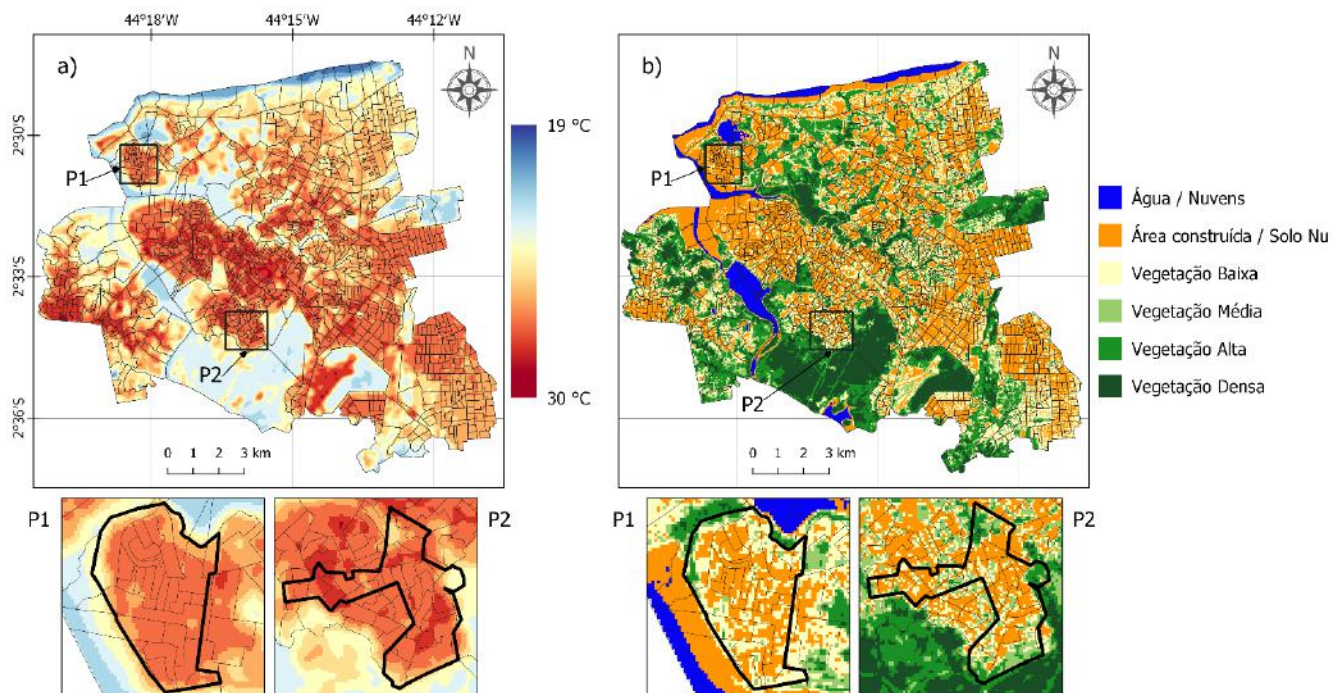 44°18'W 44°15'W 44°12'W
a)
N
2°30'S
2°33'S
2°36'S
P1
P2
0 1 2 3 km
19 °C
30 °C
b)
N
P1
P2
0 1 2 3 km
Água / Nuvens
Área construída / Solo Nu
Vegetação Baixa
Vegetação Média
Vegetação Alta
Vegetação Densa
P1
P2
P1
P2